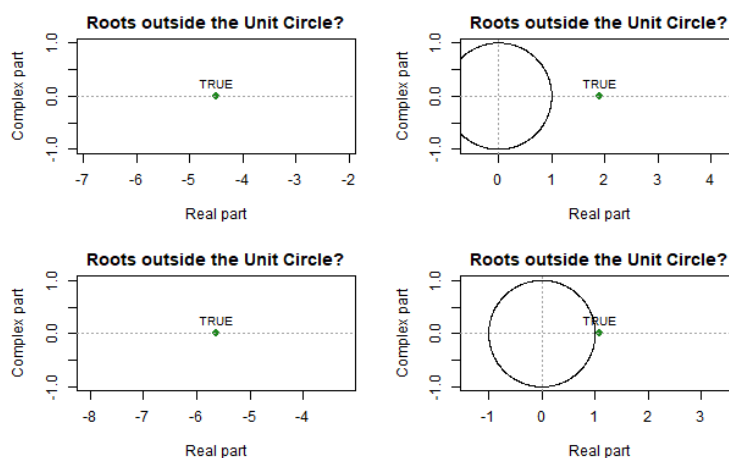 Roots outside the Unit Circle?
Complex part
1.0
0.0
-1.0
TRUE
-7 -6 -5 -4 -3 -2
Real part
Roots outside the Unit Circle?
Complex part
1.0
0.0
-1.0
TRUE
0 1 2 3 4
Real part
Roots outside the Unit Circle?
Complex part
1.0
0.0
-1.0
TRUE
-8 -7 -6 -5 -4
Real part
Roots outside the Unit Circle?
Complex part
1.0
0.0
-1.0
TRUE
-1 0 1 2 3
Real part